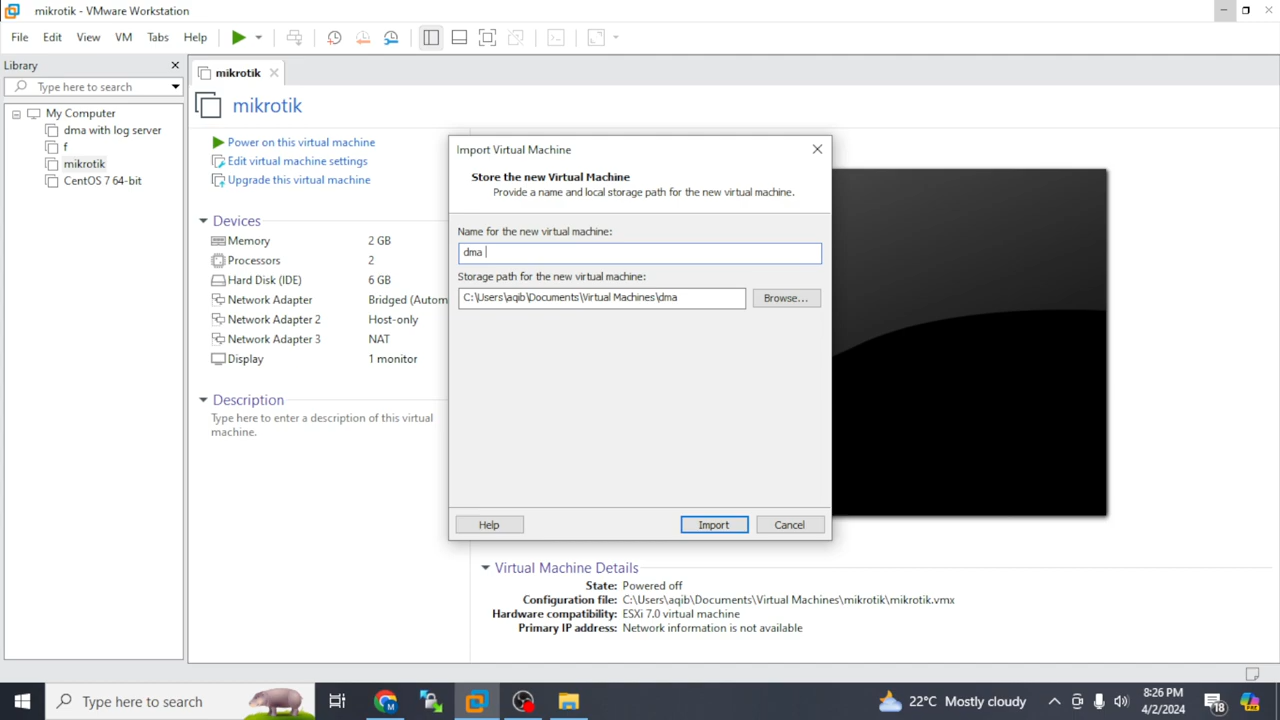 mikrotik - VMware Workstation
File Edit View VM Tabs Help
Library
Type here to search
My Computer
dma with log server
f
mikrotik
CentOS 7 64-bit
mikrotik
mikrotik
Power on this virtual machine
Edit virtual machine settings
Upgrade this virtual machine
Devices
Memory 2 GB
Processors 2
Hard Disk (IDE) 6 GB
Network Adapter Bridged (Autom
Network Adapter 2 Host-only
Network Adapter 3 NAT
Display 1 monitor
Description
Type here to enter a description of this virtual
machine.
Import Virtual Machine
Store the new Virtual Machine
Provide a name and local storage path for the new virtual machine.
Name for the new virtual machine:
dma
Storage path for the new virtual machine:
C:\Users\aqib\Documents\Virtual Machines\dma
Browse...
Help Import Cancel
Virtual Machine Details
State: Powered off
Configuration file: C:\Users\aqib\Documents\Virtual Machines\mikrotik\mikrotik.vmx
Hardware compatibility: ESXi 7.0 virtual machine
Primary IP address: Network information is not available
Type here to search
22°C Mostly cloudy
8:26 PM
4/2/2024
18